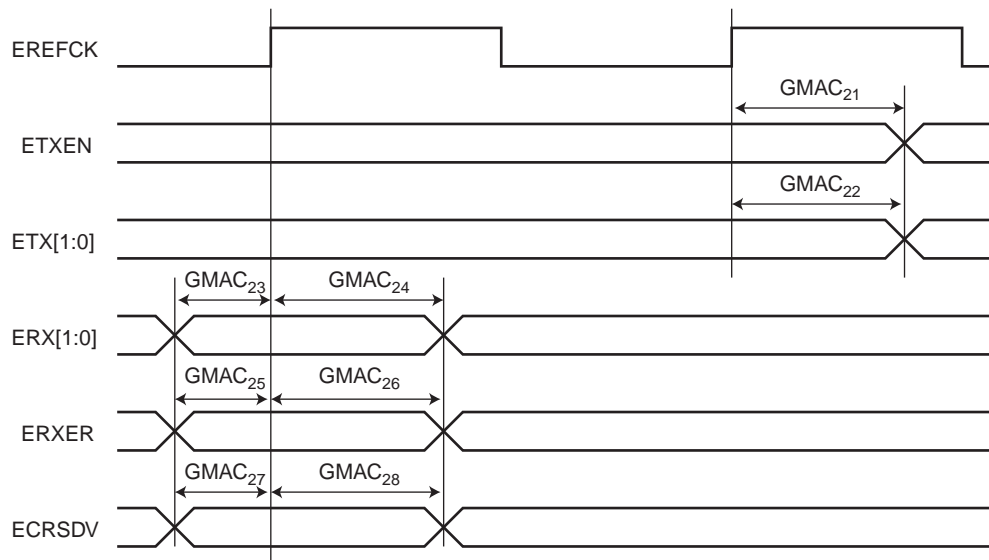 EREFCK
GMAC21
ETXEN
GMAC22
ETX[1:0]
GMAC23 GMAC24
ERX[1:0]
GMAC25 GMAC26
ERXER
GMAC27 GMAC28
ECRSDV